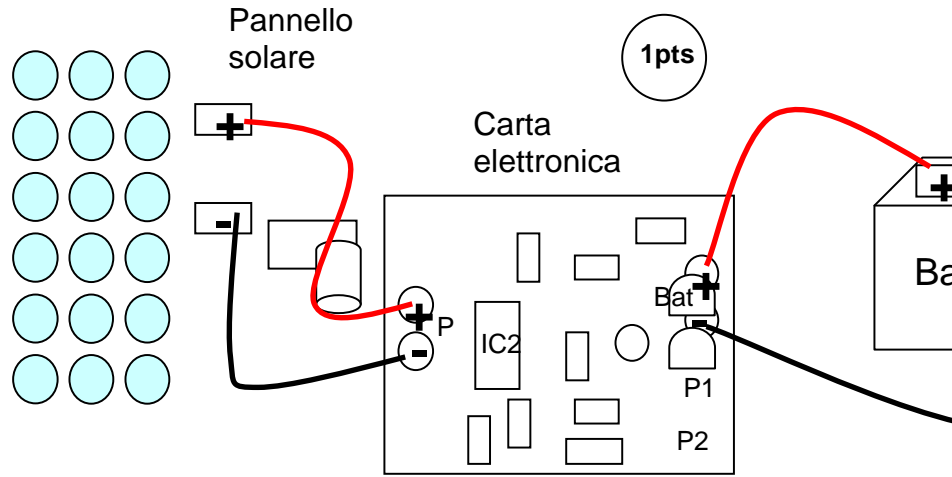 Pannello
solare
1pts
+
Carta
elettronica
+
-
Ba
Bat
+
-
+
P
-
IC2
P1
P2